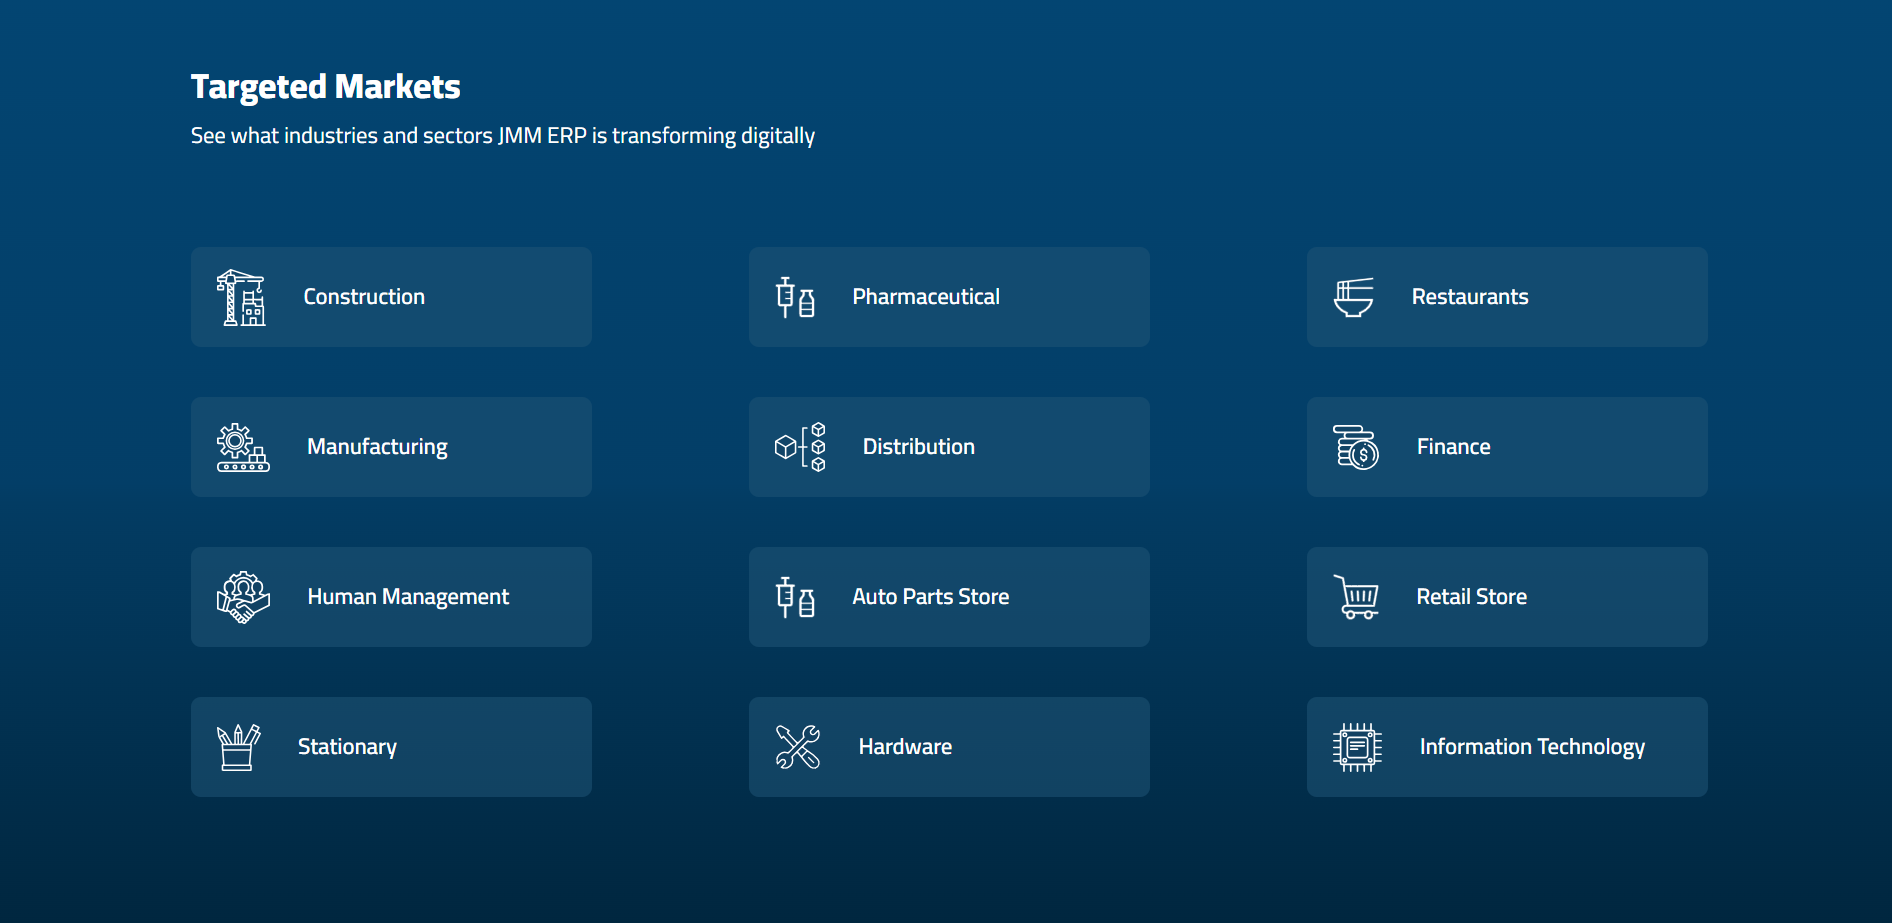 Targeted Markets
See what industries and sectors JMM ERP is transforming digitally
Construction
Pharmaceutical
Restaurants
Manufacturing
Distribution
Finance
Human Management
Auto Parts Store
Retail Store
Stationary
Hardware
Information Technology